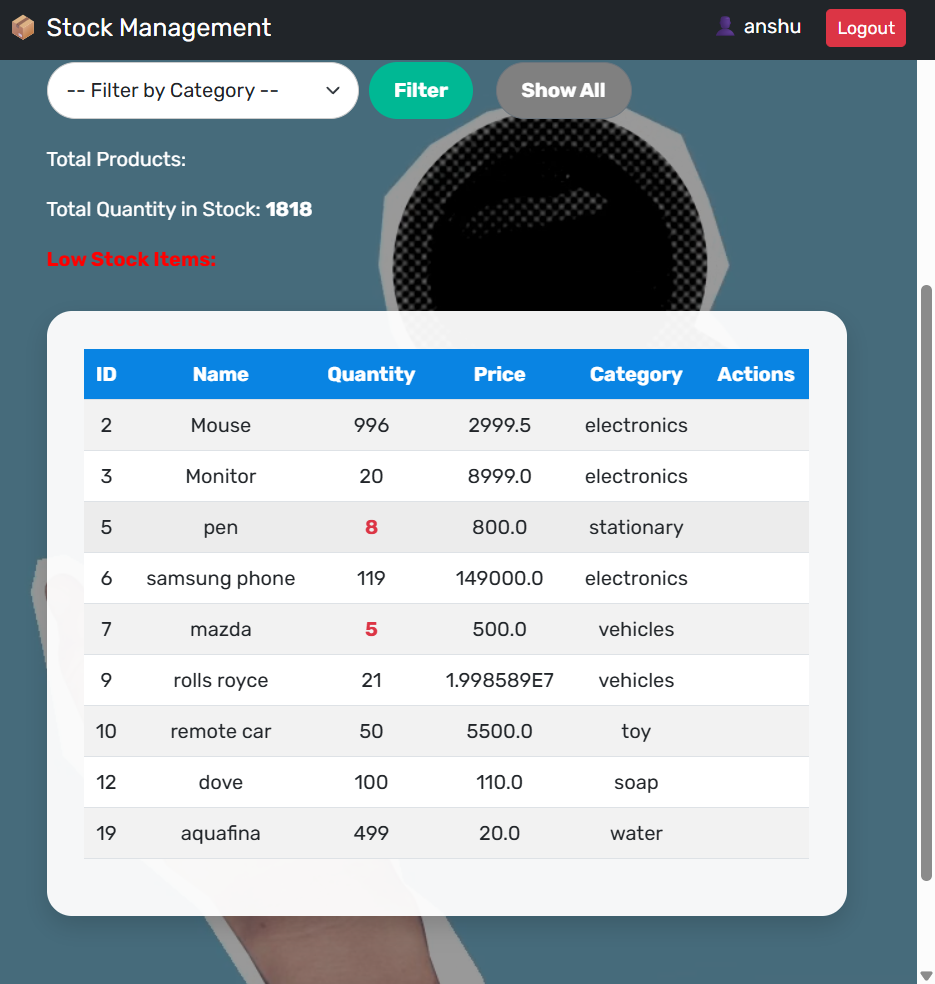 Stock Management
anshu
Logout
-- Filter by Category --
Filter
Show All
Total Products:
Total Quantity in Stock: 1818
Low Stock Items:
ID Name Quantity Price Category Actions
2 Mouse 996 2999.5 electronics
3 Monitor 20 8999.0 electronics
5 pen 8 800.0 stationary
6 samsung phone 119 149000.0 electronics
7 mazda 5 500.0 vehicles
9 rolls royce 21 1.998589E7 vehicles
10 remote car 50 5500.0 toy
12 dove 100 110.0 soap
19 aquafina 499 20.0 water